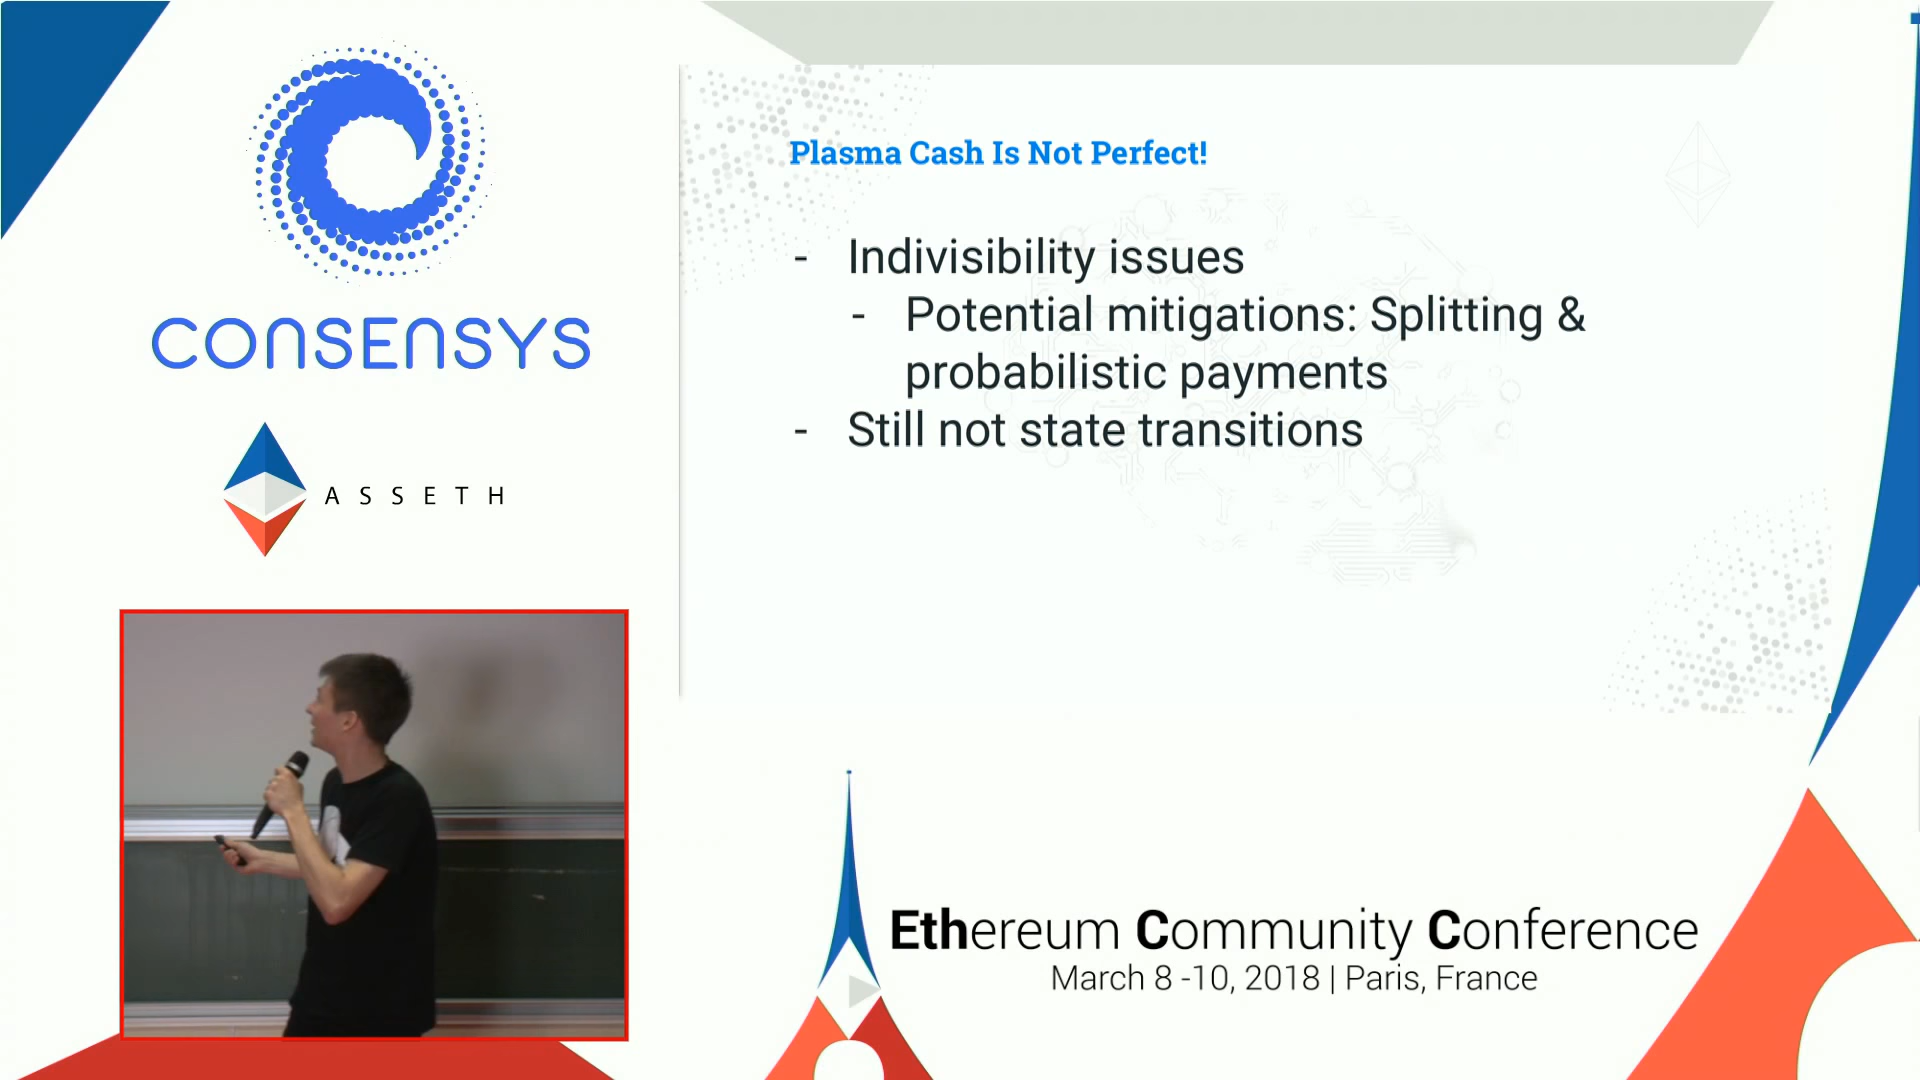 CONSENSYS
ASSETH
Plasma Cash Is Not Perfect!
- Indivisibility issues
- Potential mitigations: Splitting &
probabilistic payments
- Still not state transitions
Ethereum Community Conference
March 8 -10, 2018 | Paris, France